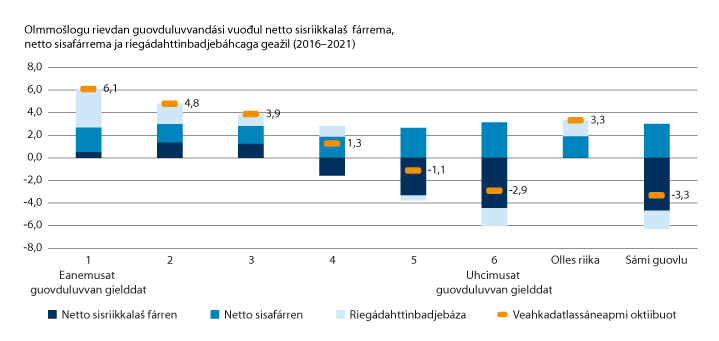 Olmmošlogu rievdan guovduluvvandási vuođul netto sisriikkalaš fárrema,
netto sisafárrema ja riegádahttinbadjebáhcaga geažil (2016–2021)
8,0
6,0
4,0
2,0
0,0
-2,0
-4,0
-6,0
-8,0
6,1
4,8
3,9
1,3
-1,1
-2,9
3,3
-3,3
1 2 3 4 5 6 Olles riika Sámi guovlu
Eanemusat Uhcimusat
guovduluvvan gielddat guovduluvvan gielddat
Netto sisriikkalaš fárren Netto sisafárren Riegádahttinbadjebáza Veahkadatlassáneapmi oktiibuot